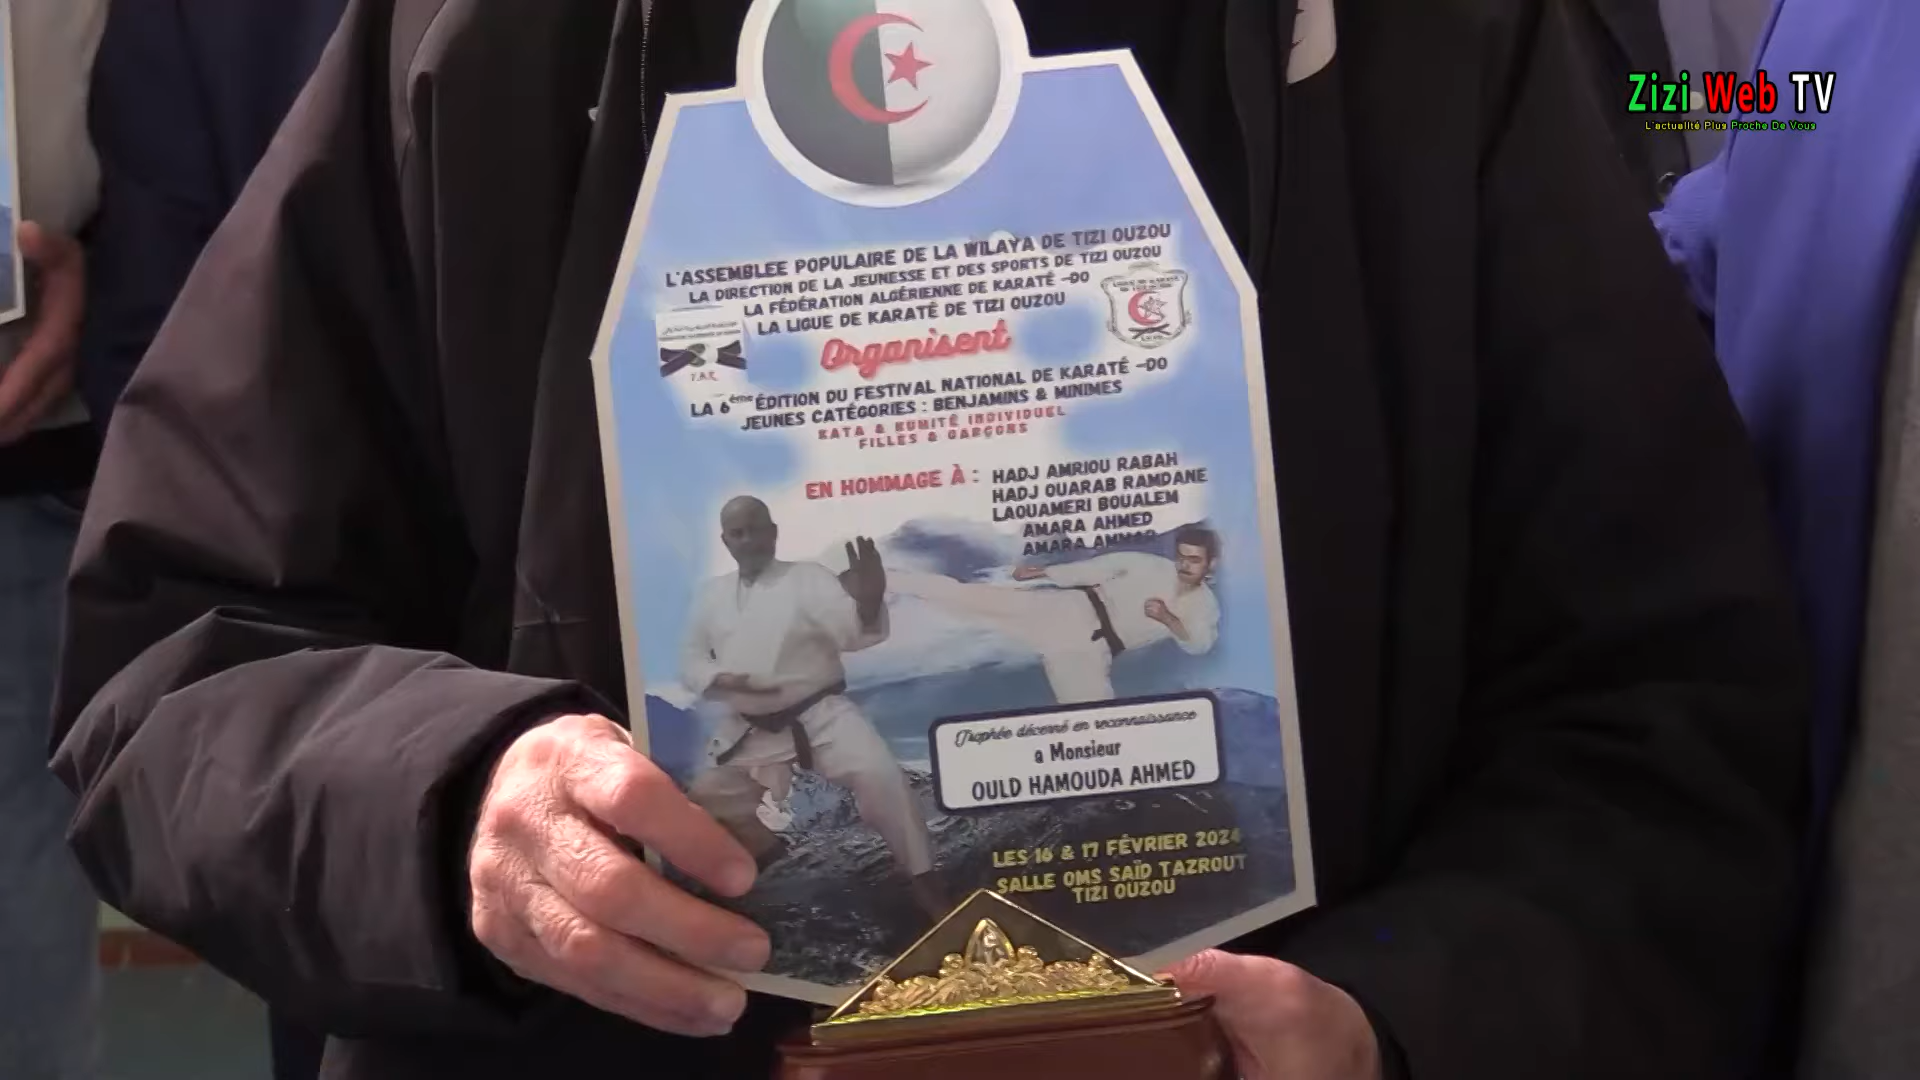 Zizi Web TV
L'actualité Plus Proche De Vous
L'ASSEMBLEE POPULAIRE DE LA WILAYA DE TIZI OUZOU
LA DIRECTION DE LA JEUNESSE ET DES SPORTS DE TIZI OUZOU
LA FÉDÉRATION ALGÉRIENNE DE KARATÉ -DO
LA LIGUE DE KARATÉ DE TIZI OUZOU
Organisent
F.A.K
LA 6ème ÉDITION DU FESTIVAL NATIONAL DE KARATÉ -DO
JEUNES CATÉGORIES : BENJAMINS & MINIMES
KATA & KUMITÉ INDIVIDUEL
FILLES & GARÇONS
EN HOMMAGE À :
HADJ AMRIOU RABAH
HADJ OUARAB RAMDANE
LAOUAMERI BOUALEM
AMARA AHMED
AMARA
Trophée décerné en reconnaissance
a Monsieur
OULD HAMOUDA AHMED
LES 16 & 17 FÉVRIER 2024
SALLE OMS SAÏD TAZROUT
TIZI OUZOU